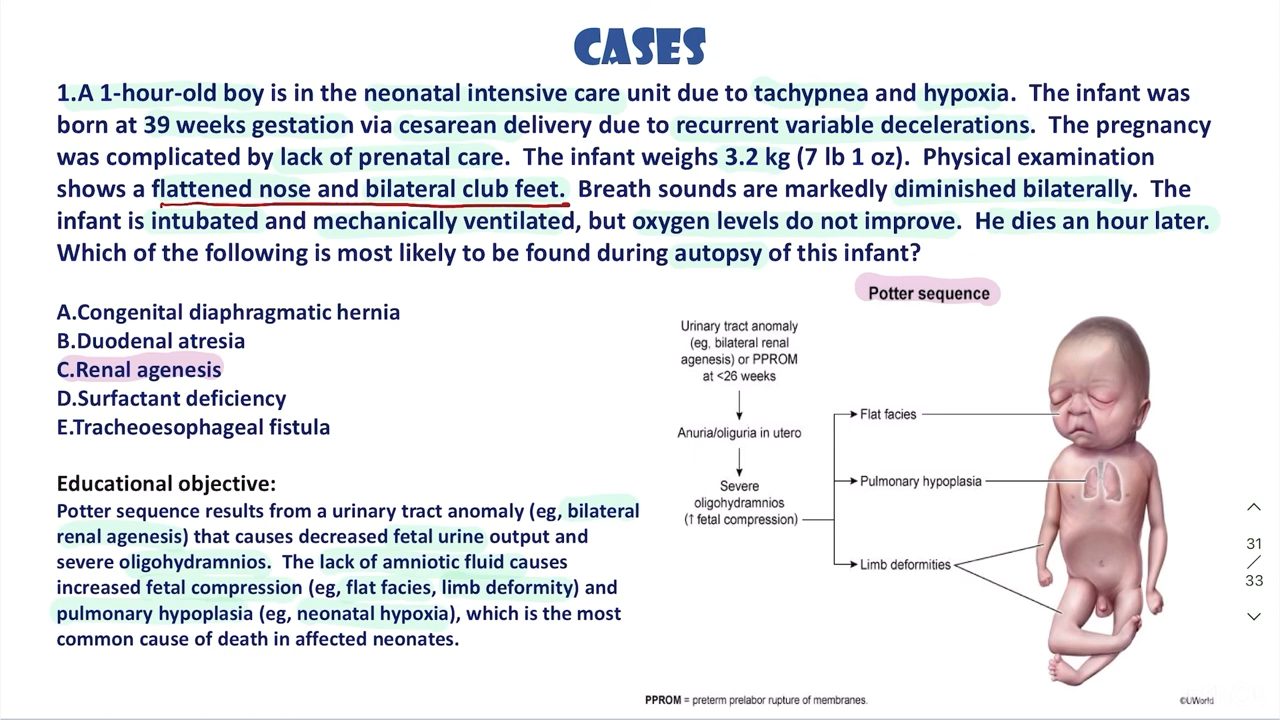 CASES
1.A 1-hour-old boy is in the neonatal intensive care unit due to tachypnea and hypoxia.  The infant was
born at 39 weeks gestation via cesarean delivery due to recurrent variable decelerations.  The pregnancy
was complicated by lack of prenatal care.  The infant weighs 3.2 kg (7 lb 1 oz).  Physical examination
shows a flattened nose and bilateral club feet.  Breath sounds are markedly diminished bilaterally.  The
infant is intubated and mechanically ventilated, but oxygen levels do not improve.  He dies an hour later.
Which of the following is most likely to be found during autopsy of this infant?
A.Congenital diaphragmatic hernia
B.Duodenal atresia
C.Renal agenesis
D.Surfactant deficiency
E.Tracheoesophageal fistula
Educational objective:
Potter sequence results from a urinary tract anomaly (eg, bilateral
renal agenesis) that causes decreased fetal urine output and
severe oligohydramnios.  The lack of amniotic fluid causes
increased fetal compression (eg, flat facies, limb deformity) and
pulmonary hypoplasia (eg, neonatal hypoxia), which is the most
common cause of death in affected neonates.
Potter sequence
Urinary tract anomaly
(eg, bilateral renal
agenesis) or PPROM
at <26 weeks
Anuria/oliguria in utero
Severe
oligohydramnios
(↑ fetal compression)
Flat facies
Pulmonary hypoplasia
Limb deformities
PPROM = preterm prelabor rupture of membranes.
©UWorld
31
/
33